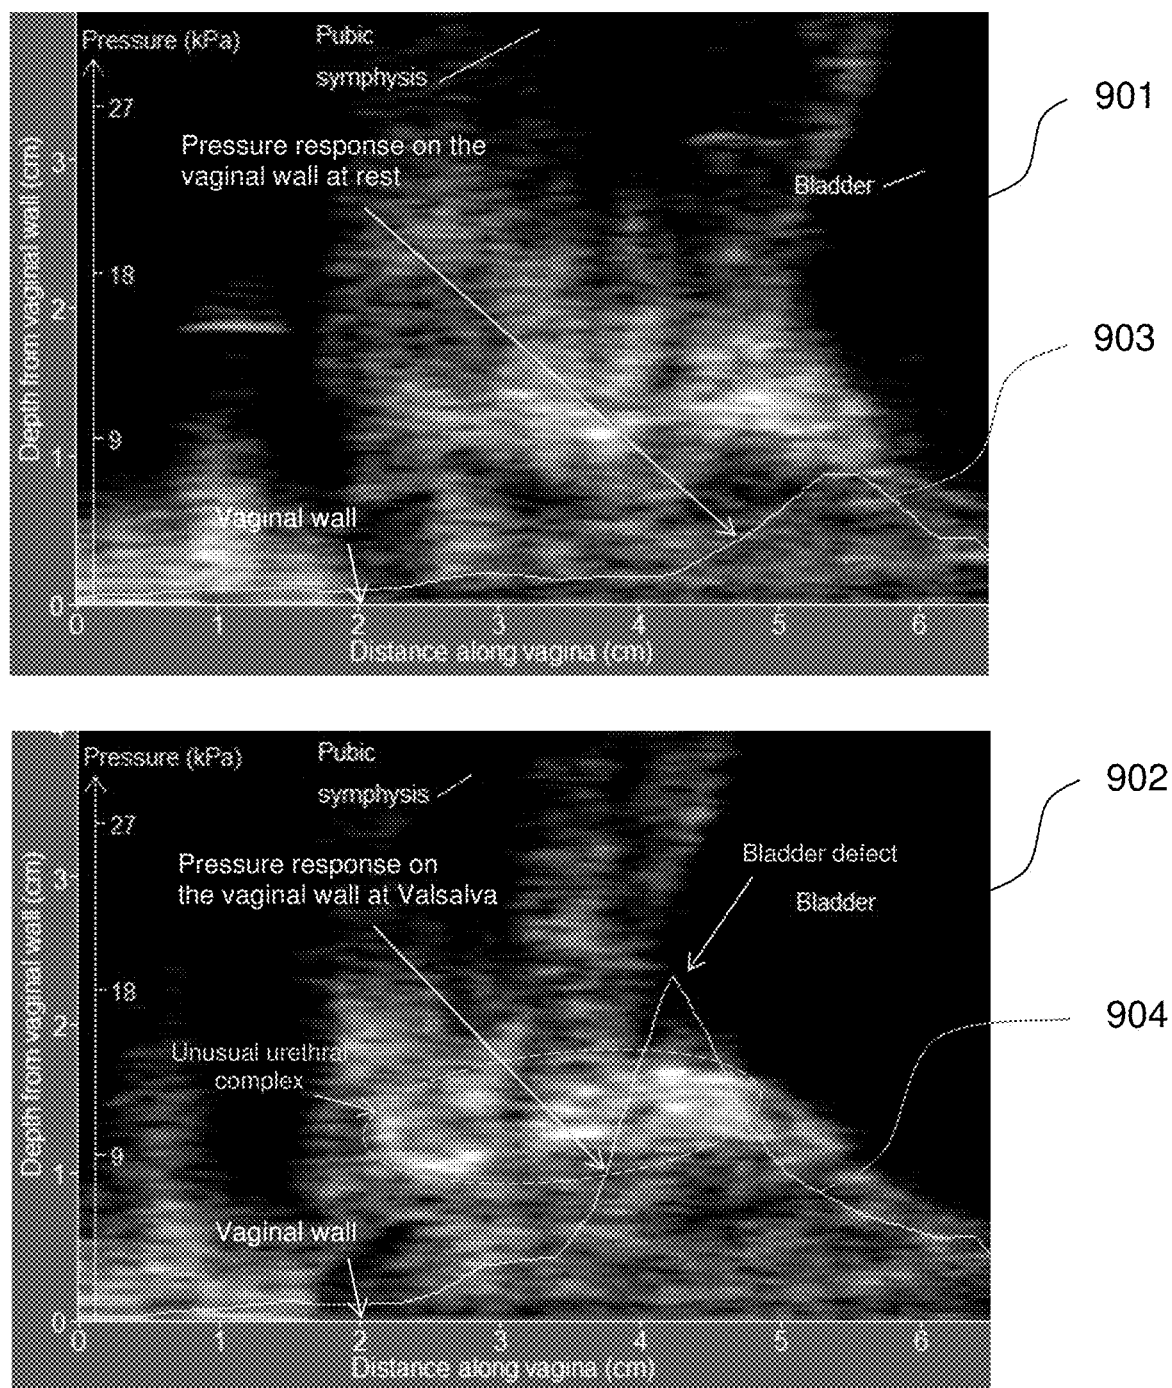 Pressure (kPa)
Pubic
symphysis
901
27
3
Pressure response on the
vaginal wall at rest
Bladder
Depth from vaginal wall (cm)
18
2
903
9
1
Vaginal wall
0
0 1 2 3 4 5 6
Distance along vagina (cm)
Pressure (kPa)
Pubic
symphysis
902
27
3
Pressure response on
the vaginal wall at Valsalva
Bladder defect
Bladder
Depth from vaginal wall (cm)
18
2
904
Unusual urethral
complex
9
1
Vaginal wall
0
0 1 2 3 4 5 6
Distance along vagina (cm)